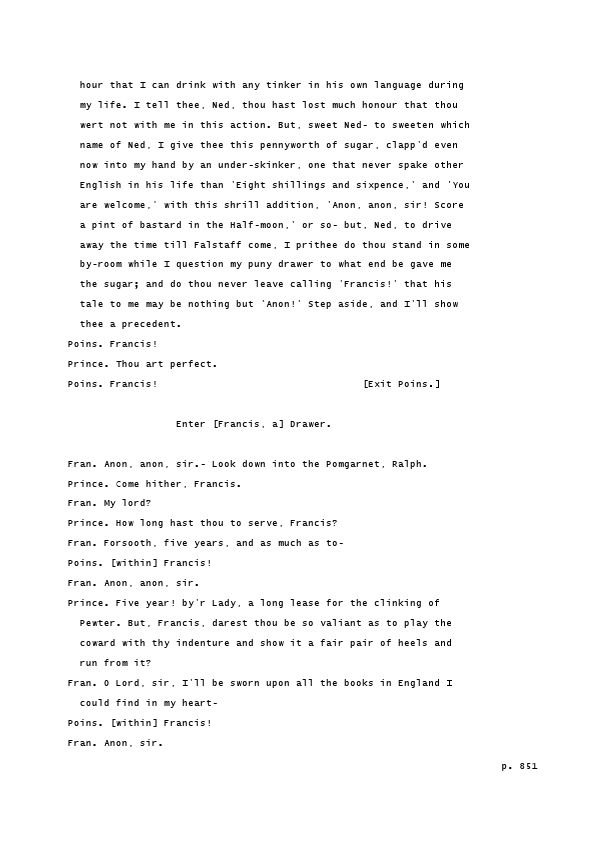 hour that I can drink with any tinker in his own language during
my life. I tell thee, Ned, thou hast lost much honour that thou
wert not with me in this action. But, sweet Ned- to sweeten which
name of Ned, I give thee this pennyworth of sugar, clapp'd even
now into my hand by an under-skinker, one that never spake other
English in his life than 'Eight shillings and sixpence,' and 'You
are welcome,' with this shrill addition, 'Anon, anon, sir! Score
a pint of bastard in the Half-moon,' or so- but, Ned, to drive
away the time till Falstaff come, I prithee do thou stand in some
by-room while I question my puny drawer to what end be gave me
the sugar; and do thou never leave calling 'Francis!' that his
tale to me may be nothing but 'Anon!' Step aside, and I'll show
thee a precedent.
Poins. Francis!
Prince. Thou art perfect.
Poins. Francis! [Exit Poins.]
Enter [Francis, a] Drawer.
Fran. Anon, anon, sir.- Look down into the Pomgarnet, Ralph.
Prince. Come hither, Francis.
Fran. My lord?
Prince. How long hast thou to serve, Francis?
Fran. Forsooth, five years, and as much as to-
Poins. [within] Francis!
Fran. Anon, anon, sir.
Prince. Five year! by'r Lady, a long lease for the clinking of
Pewter. But, Francis, darest thou be so valiant as to play the
coward with thy indenture and show it a fair pair of heels and
run from it?
Fran. O Lord, sir, I'll be sworn upon all the books in England I
could find in my heart-
Poins. [within] Francis!
Fran. Anon, sir.
p. 851